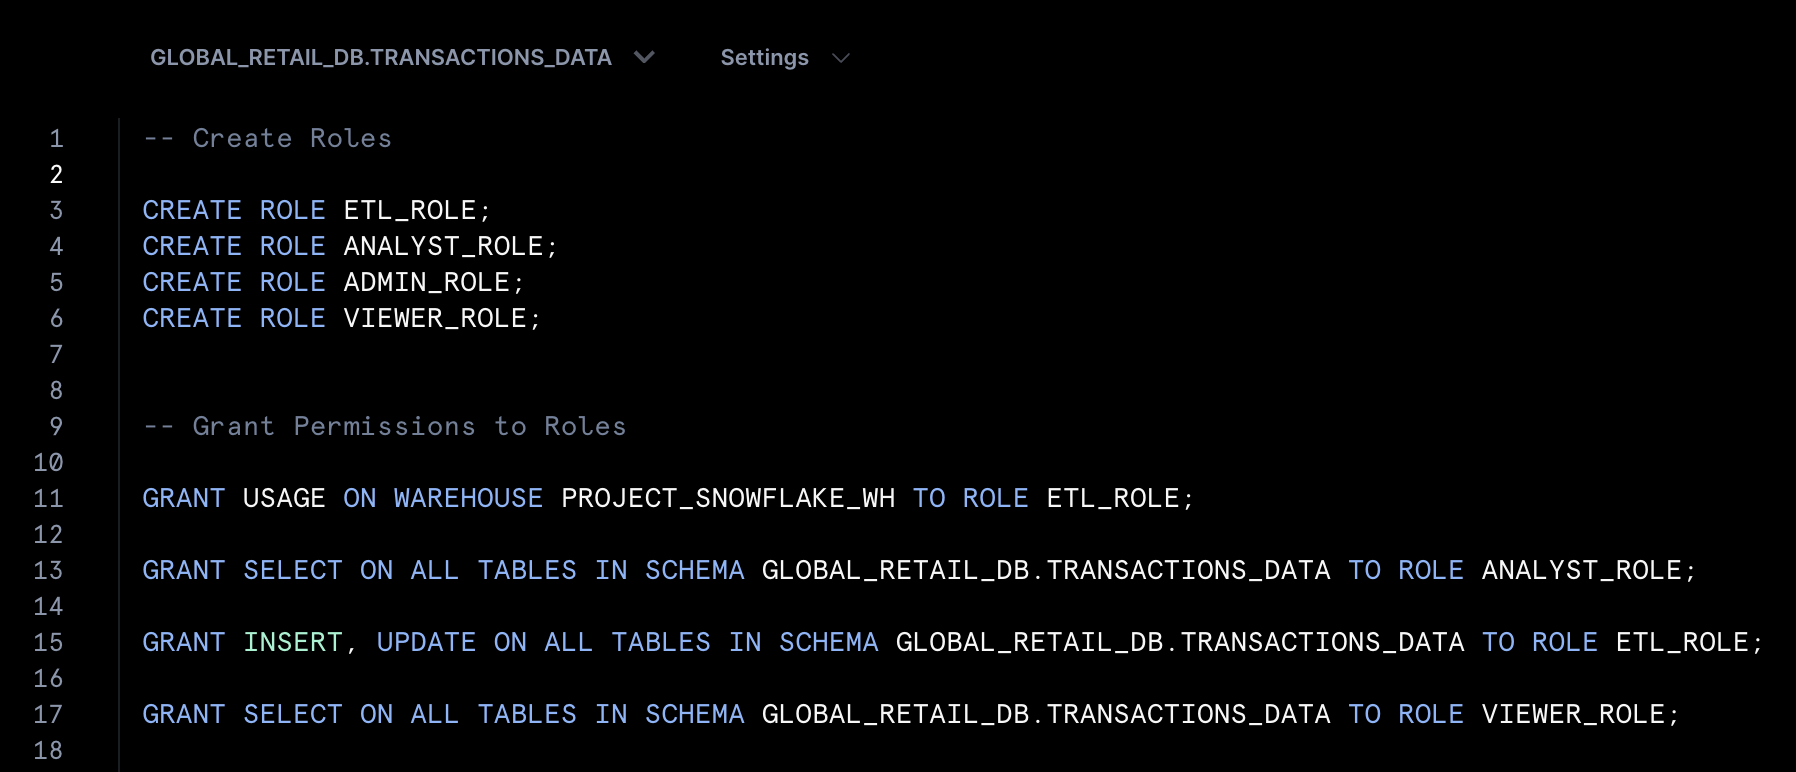 GLOBAL_RETAIL_DB.TRANSACTIONS_DATA Settings
1 -- Create Roles
2
3 CREATE ROLE ETL_ROLE;
4 CREATE ROLE ANALYST_ROLE;
5 CREATE ROLE ADMIN_ROLE;
6 CREATE ROLE VIEWER_ROLE;
7
8
9 -- Grant Permissions to Roles
10
11 GRANT USAGE ON WAREHOUSE PROJECT_SNOWFLAKE_WH TO ROLE ETL_ROLE;
12
13 GRANT SELECT ON ALL TABLES IN SCHEMA GLOBAL_RETAIL_DB.TRANSACTIONS_DATA TO ROLE ANALYST_ROLE;
14
15 GRANT INSERT, UPDATE ON ALL TABLES IN SCHEMA GLOBAL_RETAIL_DB.TRANSACTIONS_DATA TO ROLE ETL_ROLE;
16
17 GRANT SELECT ON ALL TABLES IN SCHEMA GLOBAL_RETAIL_DB.TRANSACTIONS_DATA TO ROLE VIEWER_ROLE;
18